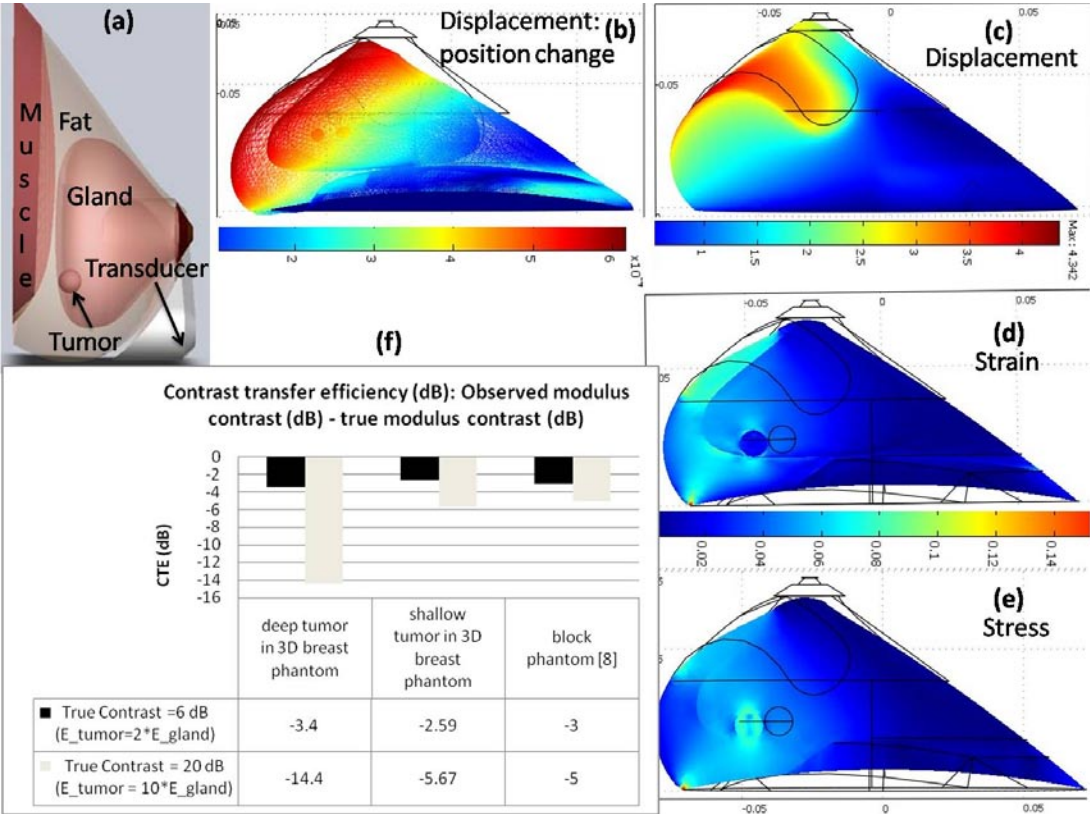 (a)
Muscle
Fat
Gland
Transducer
Tumor
Displacement:
(b)
position change
0.05
2
3
4
5
6
-0.05
0.05
(c)
Displacement
1
1.5
2
2.5
3
3.5
4
Max: 4.342
-0.05
0
0.05
(d)
Strain
0.02
0.04
0.06
0.08
0.1
0.12
0.14
(e)
Stress
-0.05
0
0.05
(f)
Contrast transfer efficiency (dB): Observed modulus
contrast (dB) - true modulus contrast (dB)
0
-2
-4
-6
-8
-10
-12
-14
-16
CTE (dB)
deep tumor
in 3D breast
phantom
shallow
tumor in 3D
breast
phantom
block
phantom [8]
True Contrast =6 dB
(E_tumor=2*E_gland)
-3.4
-2.59
-3
True Contrast = 20 dB
(E_tumor = 10*E_gland)
-14.4
-5.67
-5